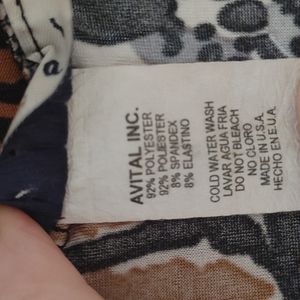 AVITAL INC.
92% POLYESTER
92% POLIESTER
8% SPANDEX
8% ELASTINO
COLD WATER WASH
LAVAR AGUA FRIA
DO NOT BLEACH
NO CLORO
MADE IN U.S.A.
HECHO EN E.U.A.